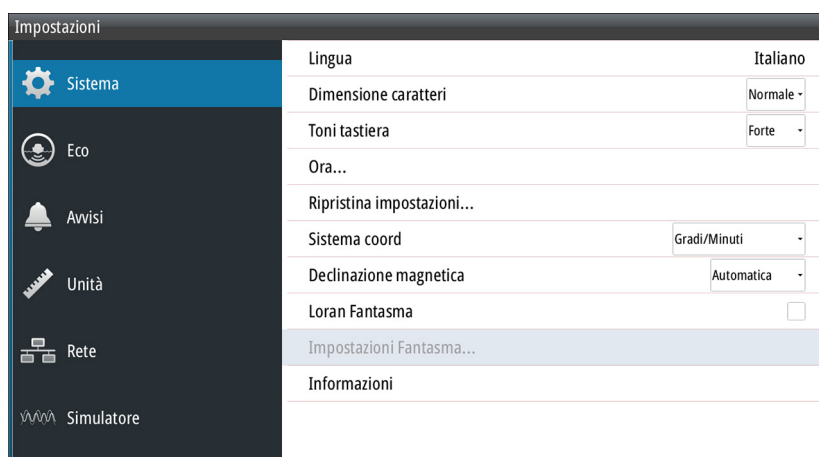 Impostazioni
Sistema
Eco
Avvisi
Unità
Rete
Simulatore
Lingua Italiano
Dimensione caratteri Normale
Toni tastiera Forte
Ora...
Ripristina impostazioni...
Sistema coord Gradi/Minuti
Declinazione magnetica Automatica
Loran Fantasma
Impostazioni Fantasma...
Informazioni